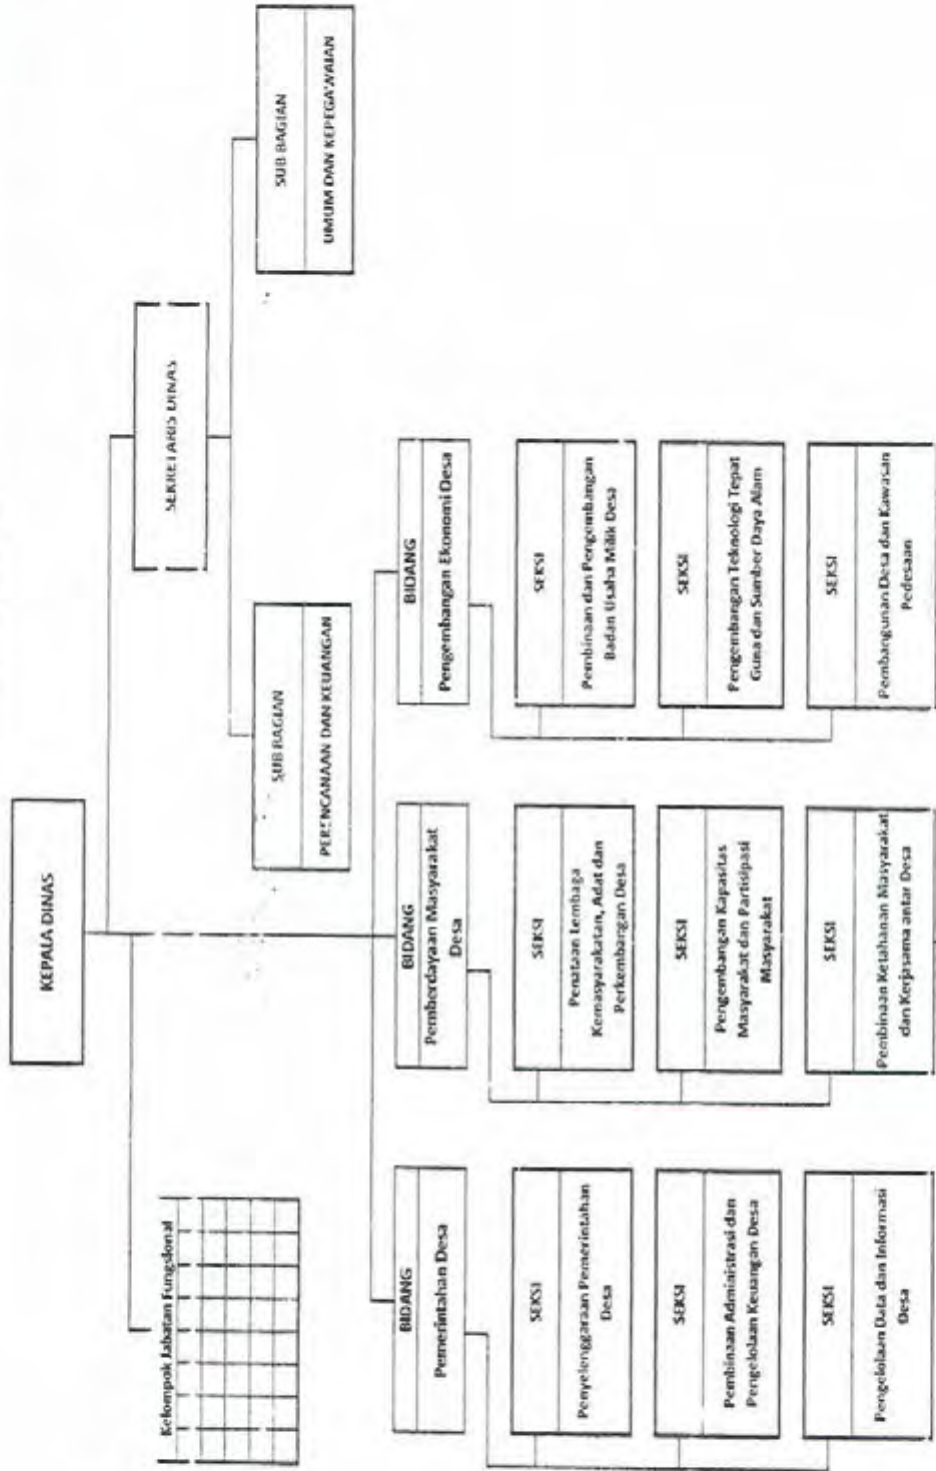 KEPALA DINAS
Kelompok Jabatan Fungsional
SEKRETARIS DINAS
SUB BAGIAN
PERENCANAAN DAN KEUANGAN
SUB BAGIAN
UMUM DAN KEPEGAWAIAN
BIDANG
Pemerintahan Desa
SEKSI
Penyelenggaraan Pemerintahan
Desa
SEKSI
Pembinaan Administrasi dan
Pengelolaan Keuangan Desa
SEKSI
Pengelolaan Data dan Informasi
Desa
BIDANG
Pemberdayaan Masyarakat
Desa
SEKSI
Penataan Lembaga
Kemasyarakatan, Adat dan
Perkembangan Desa
SEKSI
Pengembangan Kapasitas
Masyarakat dan Partisipasi
Masyarakat
SEKSI
Pembinaan Ketahanan Masyarakat
dan Kerjasama antar Desa
BIDANG
Pengembangan Ekonomi Desa
SEKSI
Pembinaan dan Pengembangan
Badan Usaha Milik Desa
SEKSI
Pengembangan Teknologi Tepat
Guna dan Sumber Daya Alam
SEKSI
Pembangunan Desa dan Kawasan
Pedesaan